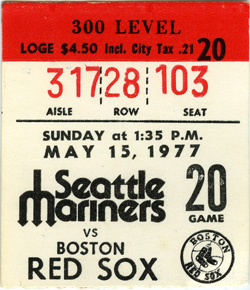 300 LEVEL
LOGE $4.50 Incl. City Tax .21 20
317 28 103
AISLE ROW SEAT
SUNDAY at 1:35 P.M.
MAY 15, 1977
Seattle
Mariners
20
GAME
VS
BOSTON
RED SOX
BOSTON
RED SOX